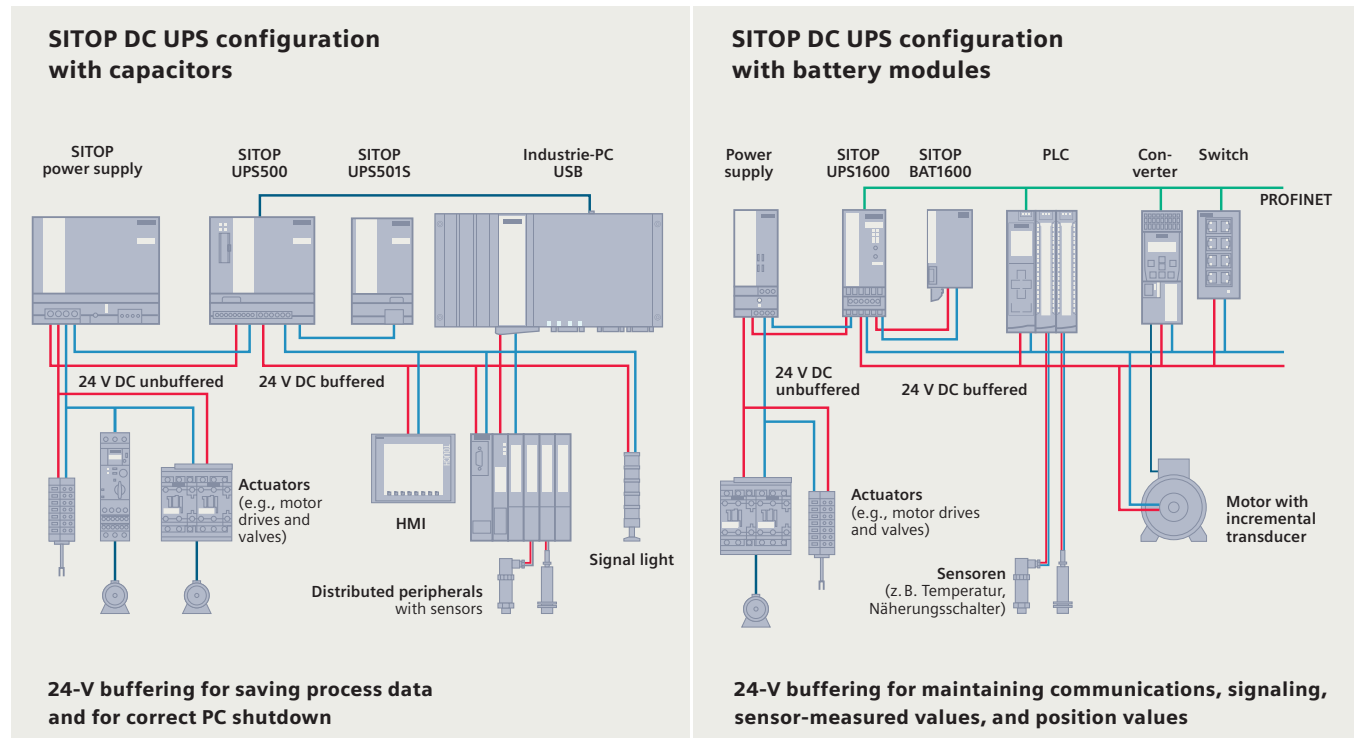 SITOP DC UPS configuration
with capacitors
SITOP
power supply
SITOP
UPS500
SITOP
UPS501S
Industrie-PC
USB
24 V DC unbuffered
24 V DC buffered
Actuators
(e.g., motor
drives and
valves)
HMI
Signal light
Distributed peripherals
with sensors
24-V buffering for saving process data
and for correct PC shutdown
SITOP DC UPS configuration
with battery modules
Power
supply
SITOP
UPS1600
SITOP
BAT1600
PLC
Con-
verter
Switch
PROFINET
24 V DC
unbuffered
24 V DC buffered
Actuators
(e.g., motor drives
and valves)
Motor with
incremental
transducer
Sensoren
(z. B. Temperatur,
Näherungsschalter)
24-V buffering for maintaining communications, signaling,
sensor-measured values, and position values